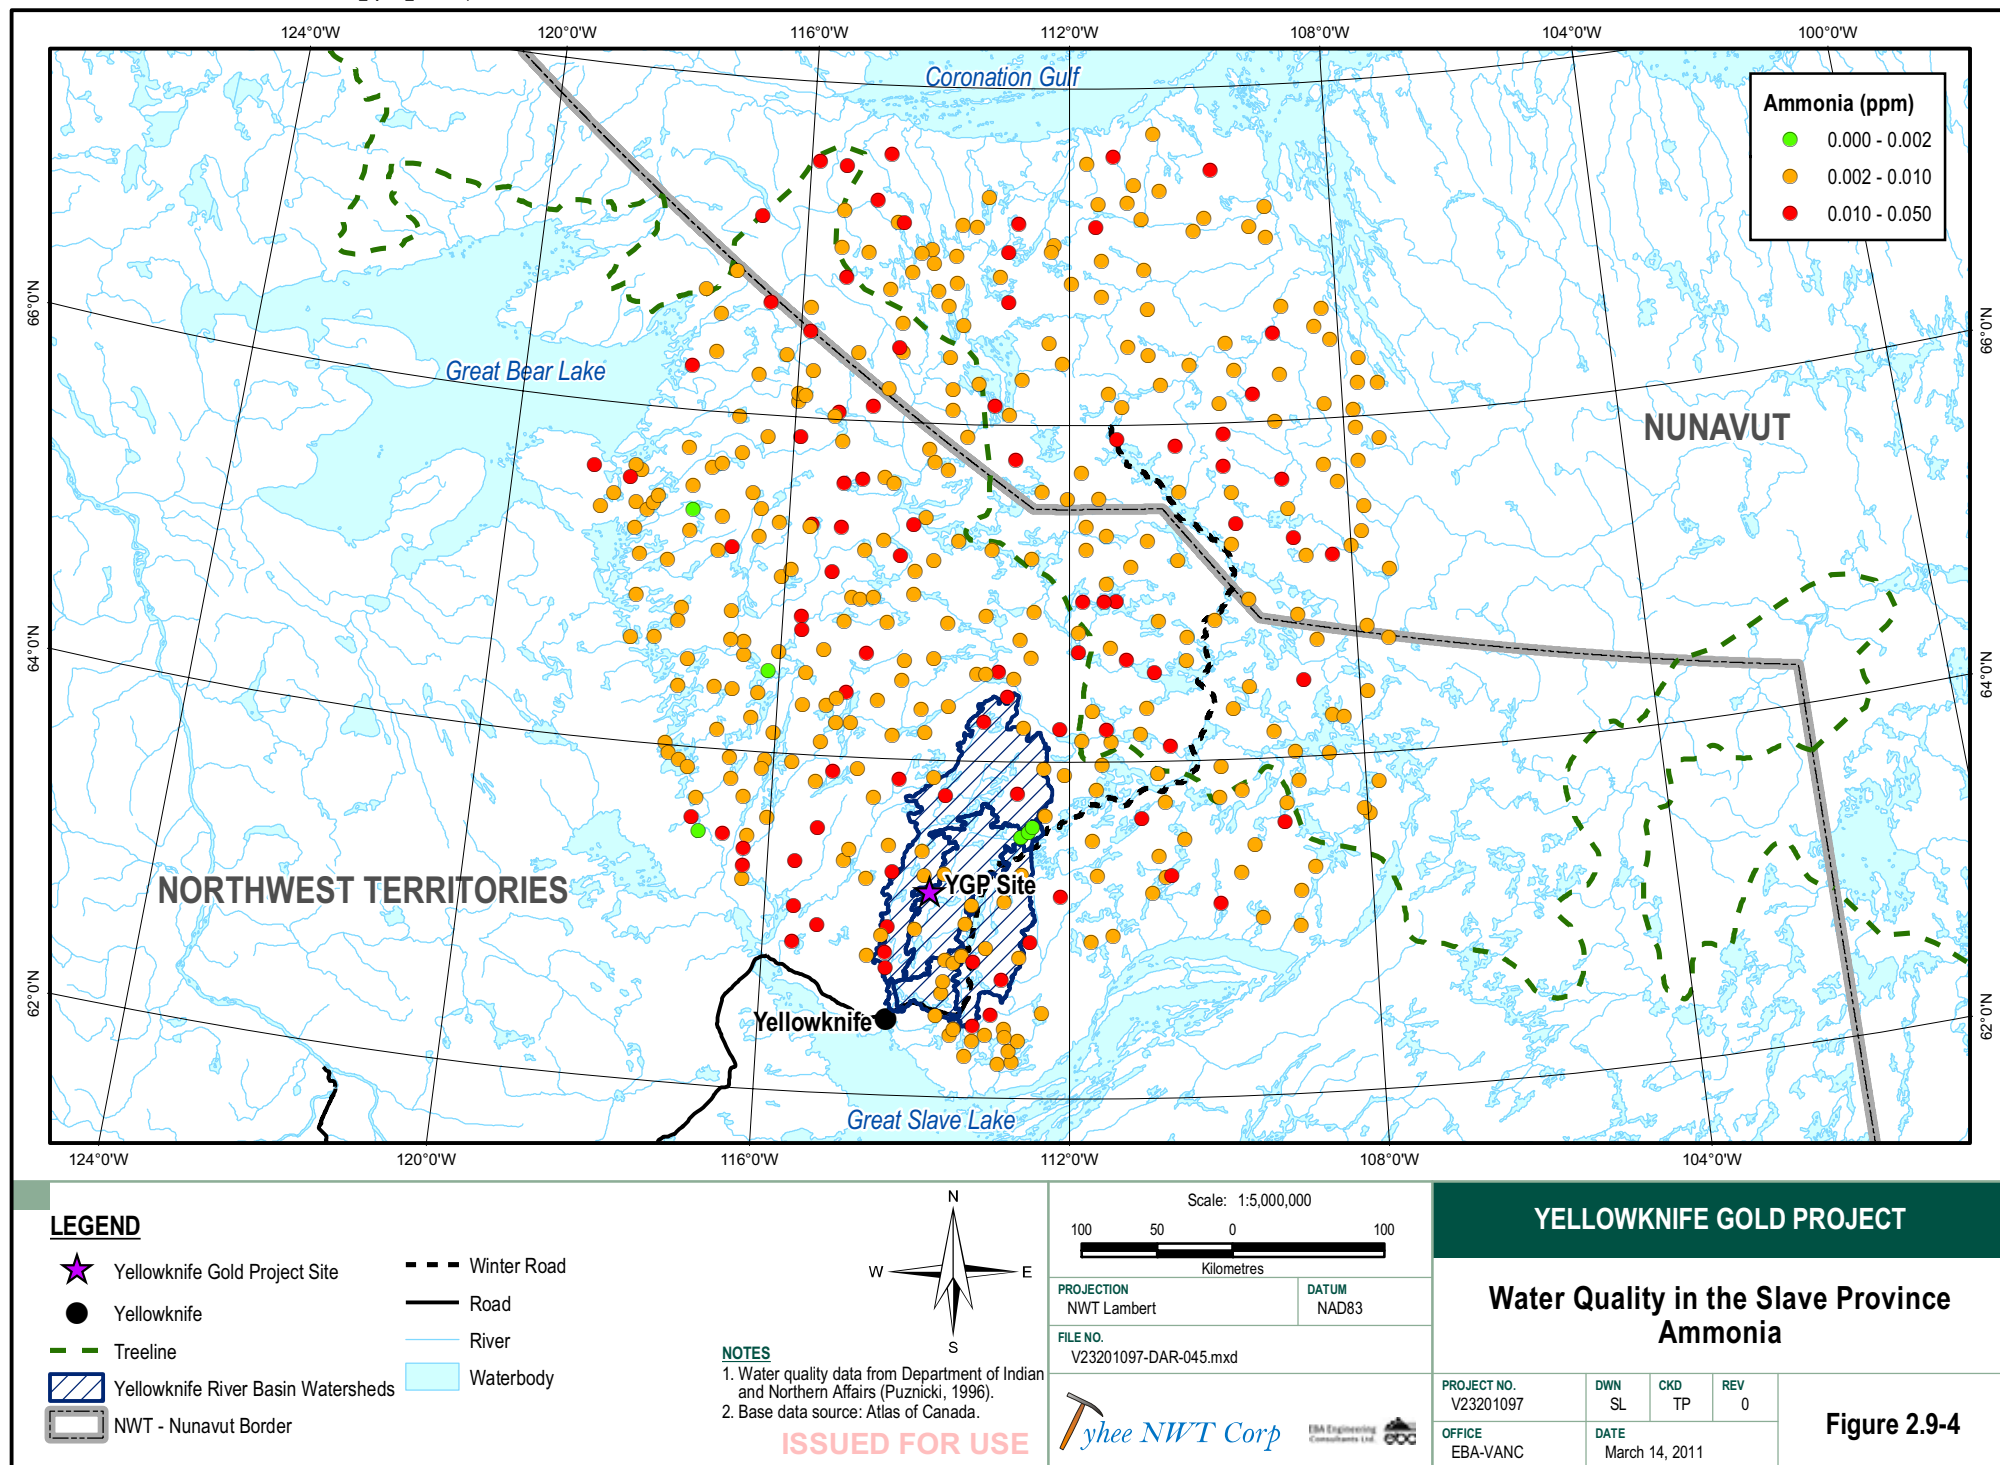 124°0'W 120°0'W 116°0'W 112°0'W 108°0'W 104°0'W 100°0'W
Coronation Gulf
Ammonia (ppm)
0.000 - 0.002
0.002 - 0.010
0.010 - 0.050
66°0'N
66°0'N
Great Bear Lake
NUNAVUT
64°0'N
64°0'N
NORTHWEST TERRITORIES
YGP Site
62°0'N
62°0'N
Yellowknife
Great Slave Lake
124°0'W 120°0'W 116°0'W 112°0'W 108°0'W 104°0'W
LEGEND
Yellowknife Gold Project Site
Yellowknife
Treeline
Yellowknife River Basin Watersheds
NWT - Nunavut Border
Winter Road
Road
River
Waterbody
N
W E
S
NOTES
1. Water quality data from Department of Indian
and Northern Affairs (Puznicki, 1996).
2. Base data source: Atlas of Canada.
ISSUED FOR USE
Scale: 1:5,000,000
100 50 0 100
Kilometres
PROJECTION
NWT Lambert
DATUM
NAD83
FILE NO.
V23201097-DAR-045.mxd
yhee NWT Corp
EBA Engineering
Consultants Ltd.
eba
YELLOWKNIFE GOLD PROJECT
Water Quality in the Slave Province
Ammonia
PROJECT NO.
V23201097
DWN
SL
CKD
TP
REV
0
OFFICE
EBA-VANC
DATE
March 14, 2011
Figure 2.9-4